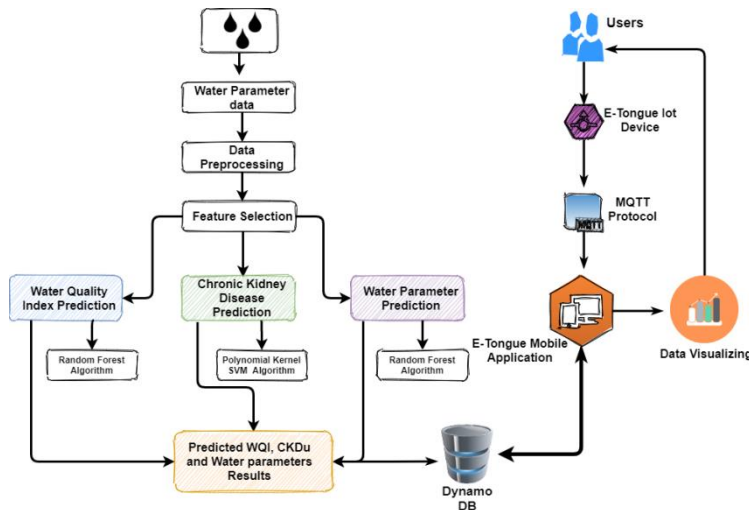 Water Parameter
data
Data
Preprocessing
Feature Selection
Water Quality
Index Prediction
Chronic Kidney
Disease
Prediction
Water Parameter
Prediction
Random Forest
Algorithm
Polynomial Kernel
SVM Algorithm
Random Forest
Algorithm
Predicted WQI, CKDu
and Water parameters
Results
Users
E-Tongue Iot
Device
MQTT
Protocol
MQTT
E-Tongue Mobile
Application
Data Visualizing
Dynamo
DB